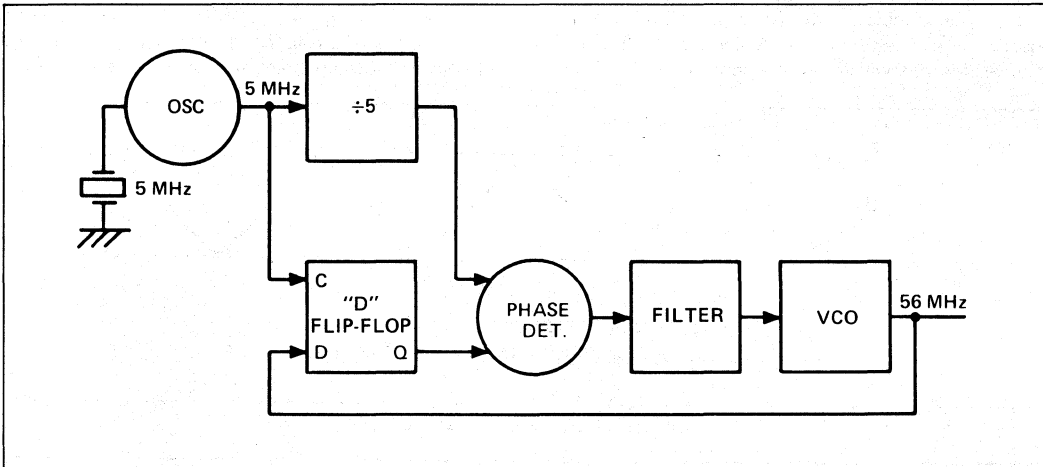 OSC
5 MHz
÷5
5 MHz
C
"D"
FLIP-FLOP
D Q
PHASE
DET.
FILTER
VCO
56 MHz